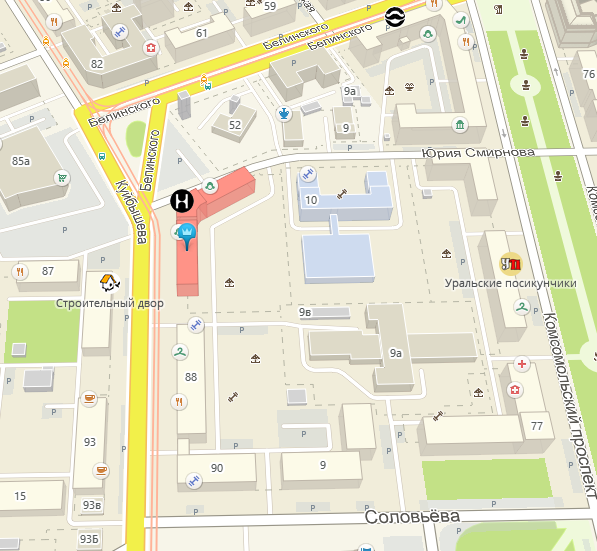 59
61
Белинского
Белинского
82
76
Белинского
52
9а
9
85а
Юрия Смирнова
Белинского
10
Куйбышева
87
Строительный двор
Уральские посикунчики
9в
9а
Комсомольский проспект
88
77
93
90
9
15
93в
93Б
Соловьёва